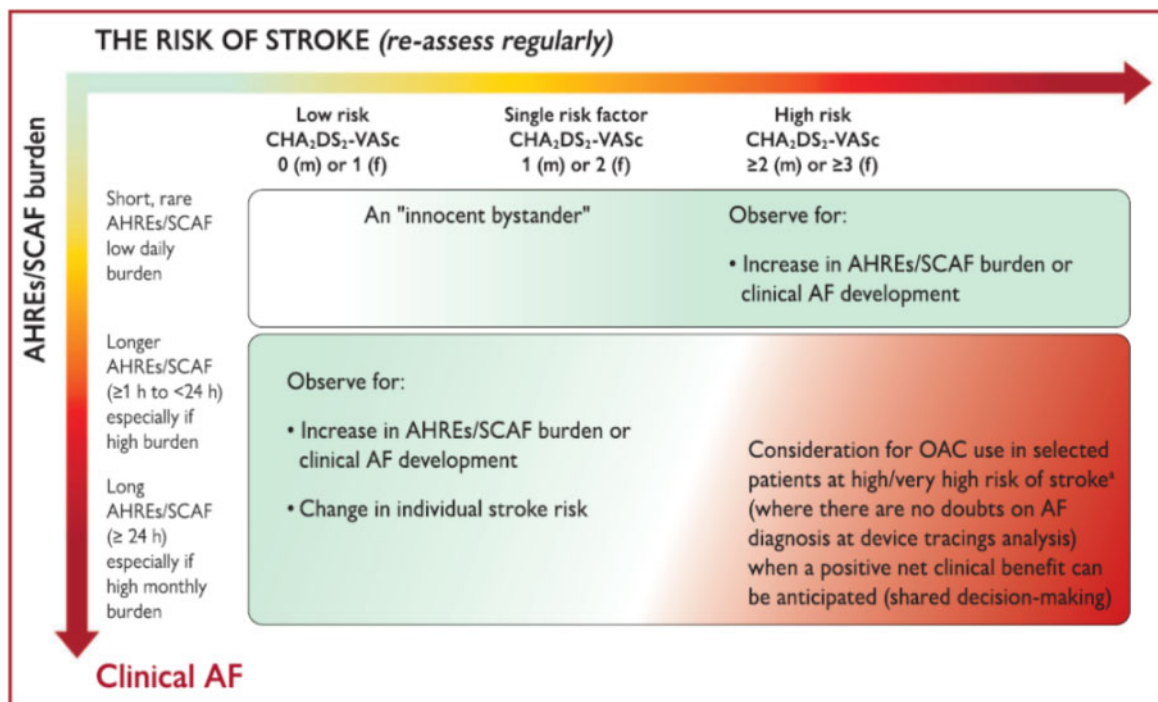 THE RISK OF STROKE (re-assess regularly)
AHREs/SCAF burden
Low risk
CHA₂DS₂-VASc
0 (m) or 1 (f)
Single risk factor
CHA₂DS₂-VASc
1 (m) or 2 (f)
High risk
CHA₂DS₂-VASc
≥2 (m) or ≥3 (f)
Short, rare
AHREs/SCAF
low daily
burden
An "innocent bystander"
Observe for:
• Increase in AHREs/SCAF burden or
clinical AF development
Longer
AHREs/SCAF
(≥1 h to <24 h)
especially if
high burden
Long
AHREs/SCAF
(≥ 24 h)
especially if
high monthly
burden
Observe for:
• Increase in AHREs/SCAF burden or
clinical AF development
• Change in individual stroke risk
Consideration for OAC use in selected
patients at high/very high risk of strokeᵃ
(where there are no doubts on AF
diagnosis at device tracings analysis)
when a positive net clinical benefit can
be anticipated (shared decision-making)
Clinical AF